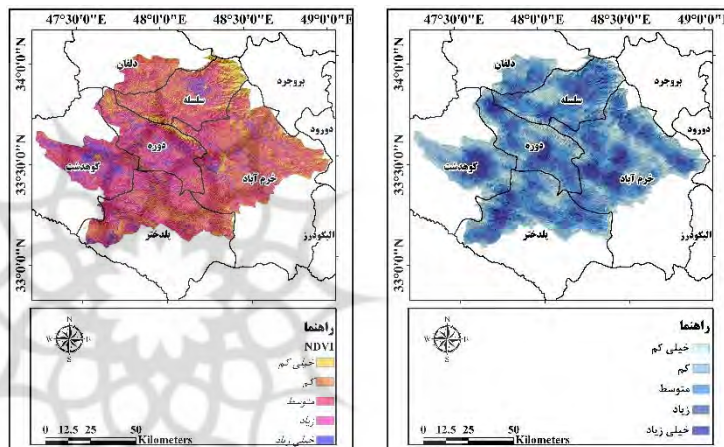 47°30'0"E 48°0'0"E 48°30'0"E 49°0'0"E
34°0'0"N
33°30'0"N
33°0'0"N
دلفان
سلسله
بروجرد
دورود
دوره
کوهدشت
خرم آباد
پلدختر
الیگودرز
راهنما
NDVI
خیلی کم
کم
متوسط
زیاد
خیلی زیاد
N
W E
S
0 12.5 25 50
Kilometers
47°30'0"E 48°0'0"E 48°30'0"E 49°0'0"E
34°0'0"N
33°30'0"N
33°0'0"N
دلفان
سلسله
بروجرد
دورود
دوره
کوهدشت
خرم آباد
پلدختر
الیگودرز
راهنما
خیلی کم
کم
متوسط
زیاد
خیلی زیاد
N
W E
S
0 12.5 25 50
Kilometers